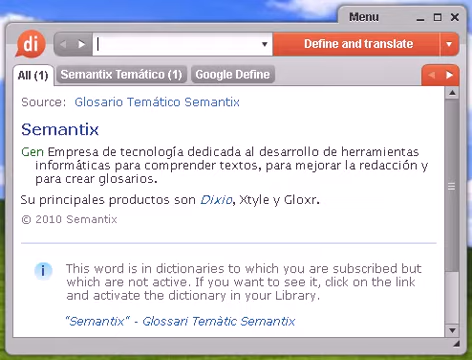 Menu
di
Define and translate
All (1) Semantix Temático (1) Google Define
Source: Glosario Temático Semantix
Semantix
Gen Empresa de tecnología dedicada al desarrollo de herramientas
informáticas para comprender textos, para mejorar la redacción y
para crear glosarios.
Su principales productos son Dixio, Xtyle y Gloxr.
© 2010 Semantix
i This word is in dictionaries to which you are subscribed but
which are not active. If you want to see it, click on the link
and activate the dictionary in your Library.
"Semantix" - Glossari Temàtic Semantix